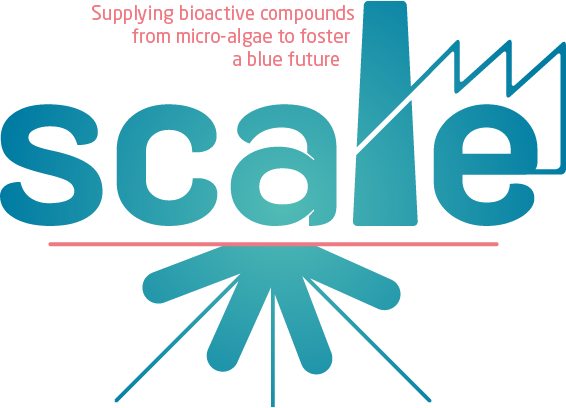 Supplying bioactive compounds
from micro-algae to foster
a blue future
scale